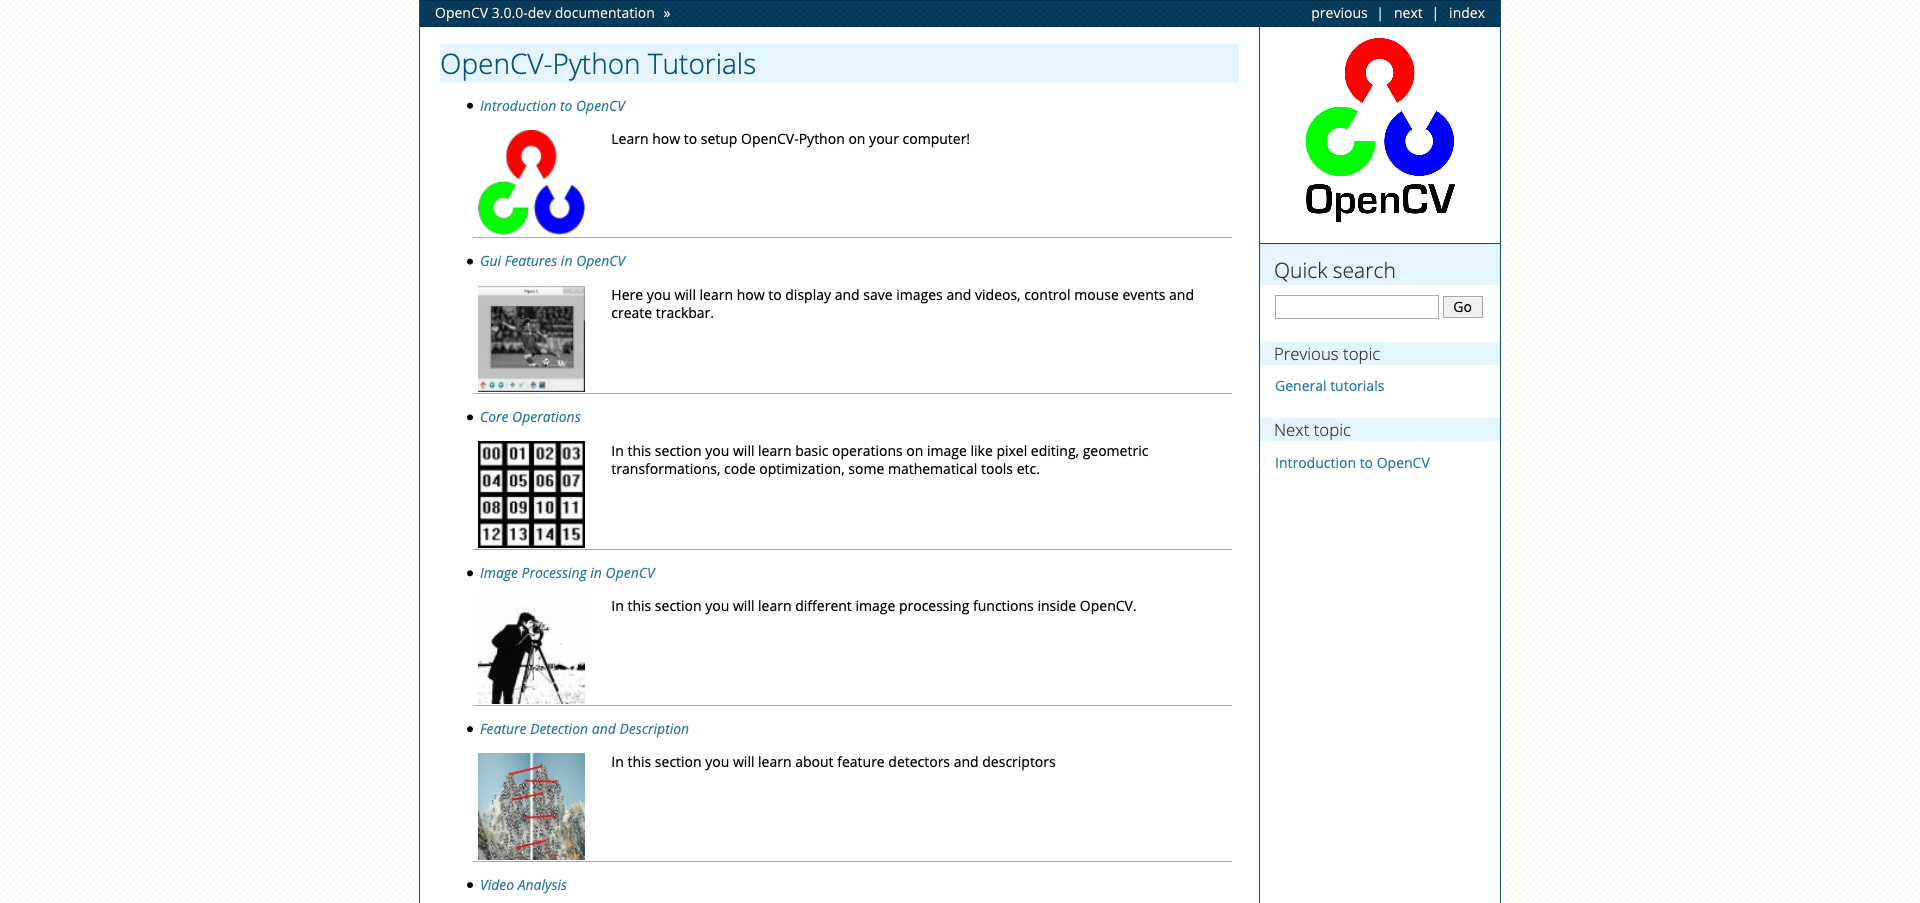 OpenCV 3.0.0-dev documentation »
previous | next | index
OpenCV-Python Tutorials
Introduction to OpenCV
Learn how to setup OpenCV-Python on your computer!
Gui Features in OpenCV
Here you will learn how to display and save images and videos, control mouse events and
create trackbar.
Core Operations
00 01 02 03
04 05 06 07
08 09 10 11
12 13 14 15
In this section you will learn basic operations on image like pixel editing, geometric
transformations, code optimization, some mathematical tools etc.
Image Processing in OpenCV
In this section you will learn different image processing functions inside OpenCV.
Feature Detection and Description
In this section you will learn about feature detectors and descriptors
Video Analysis
OpenCV
Quick search
Go
Previous topic
General tutorials
Next topic
Introduction to OpenCV